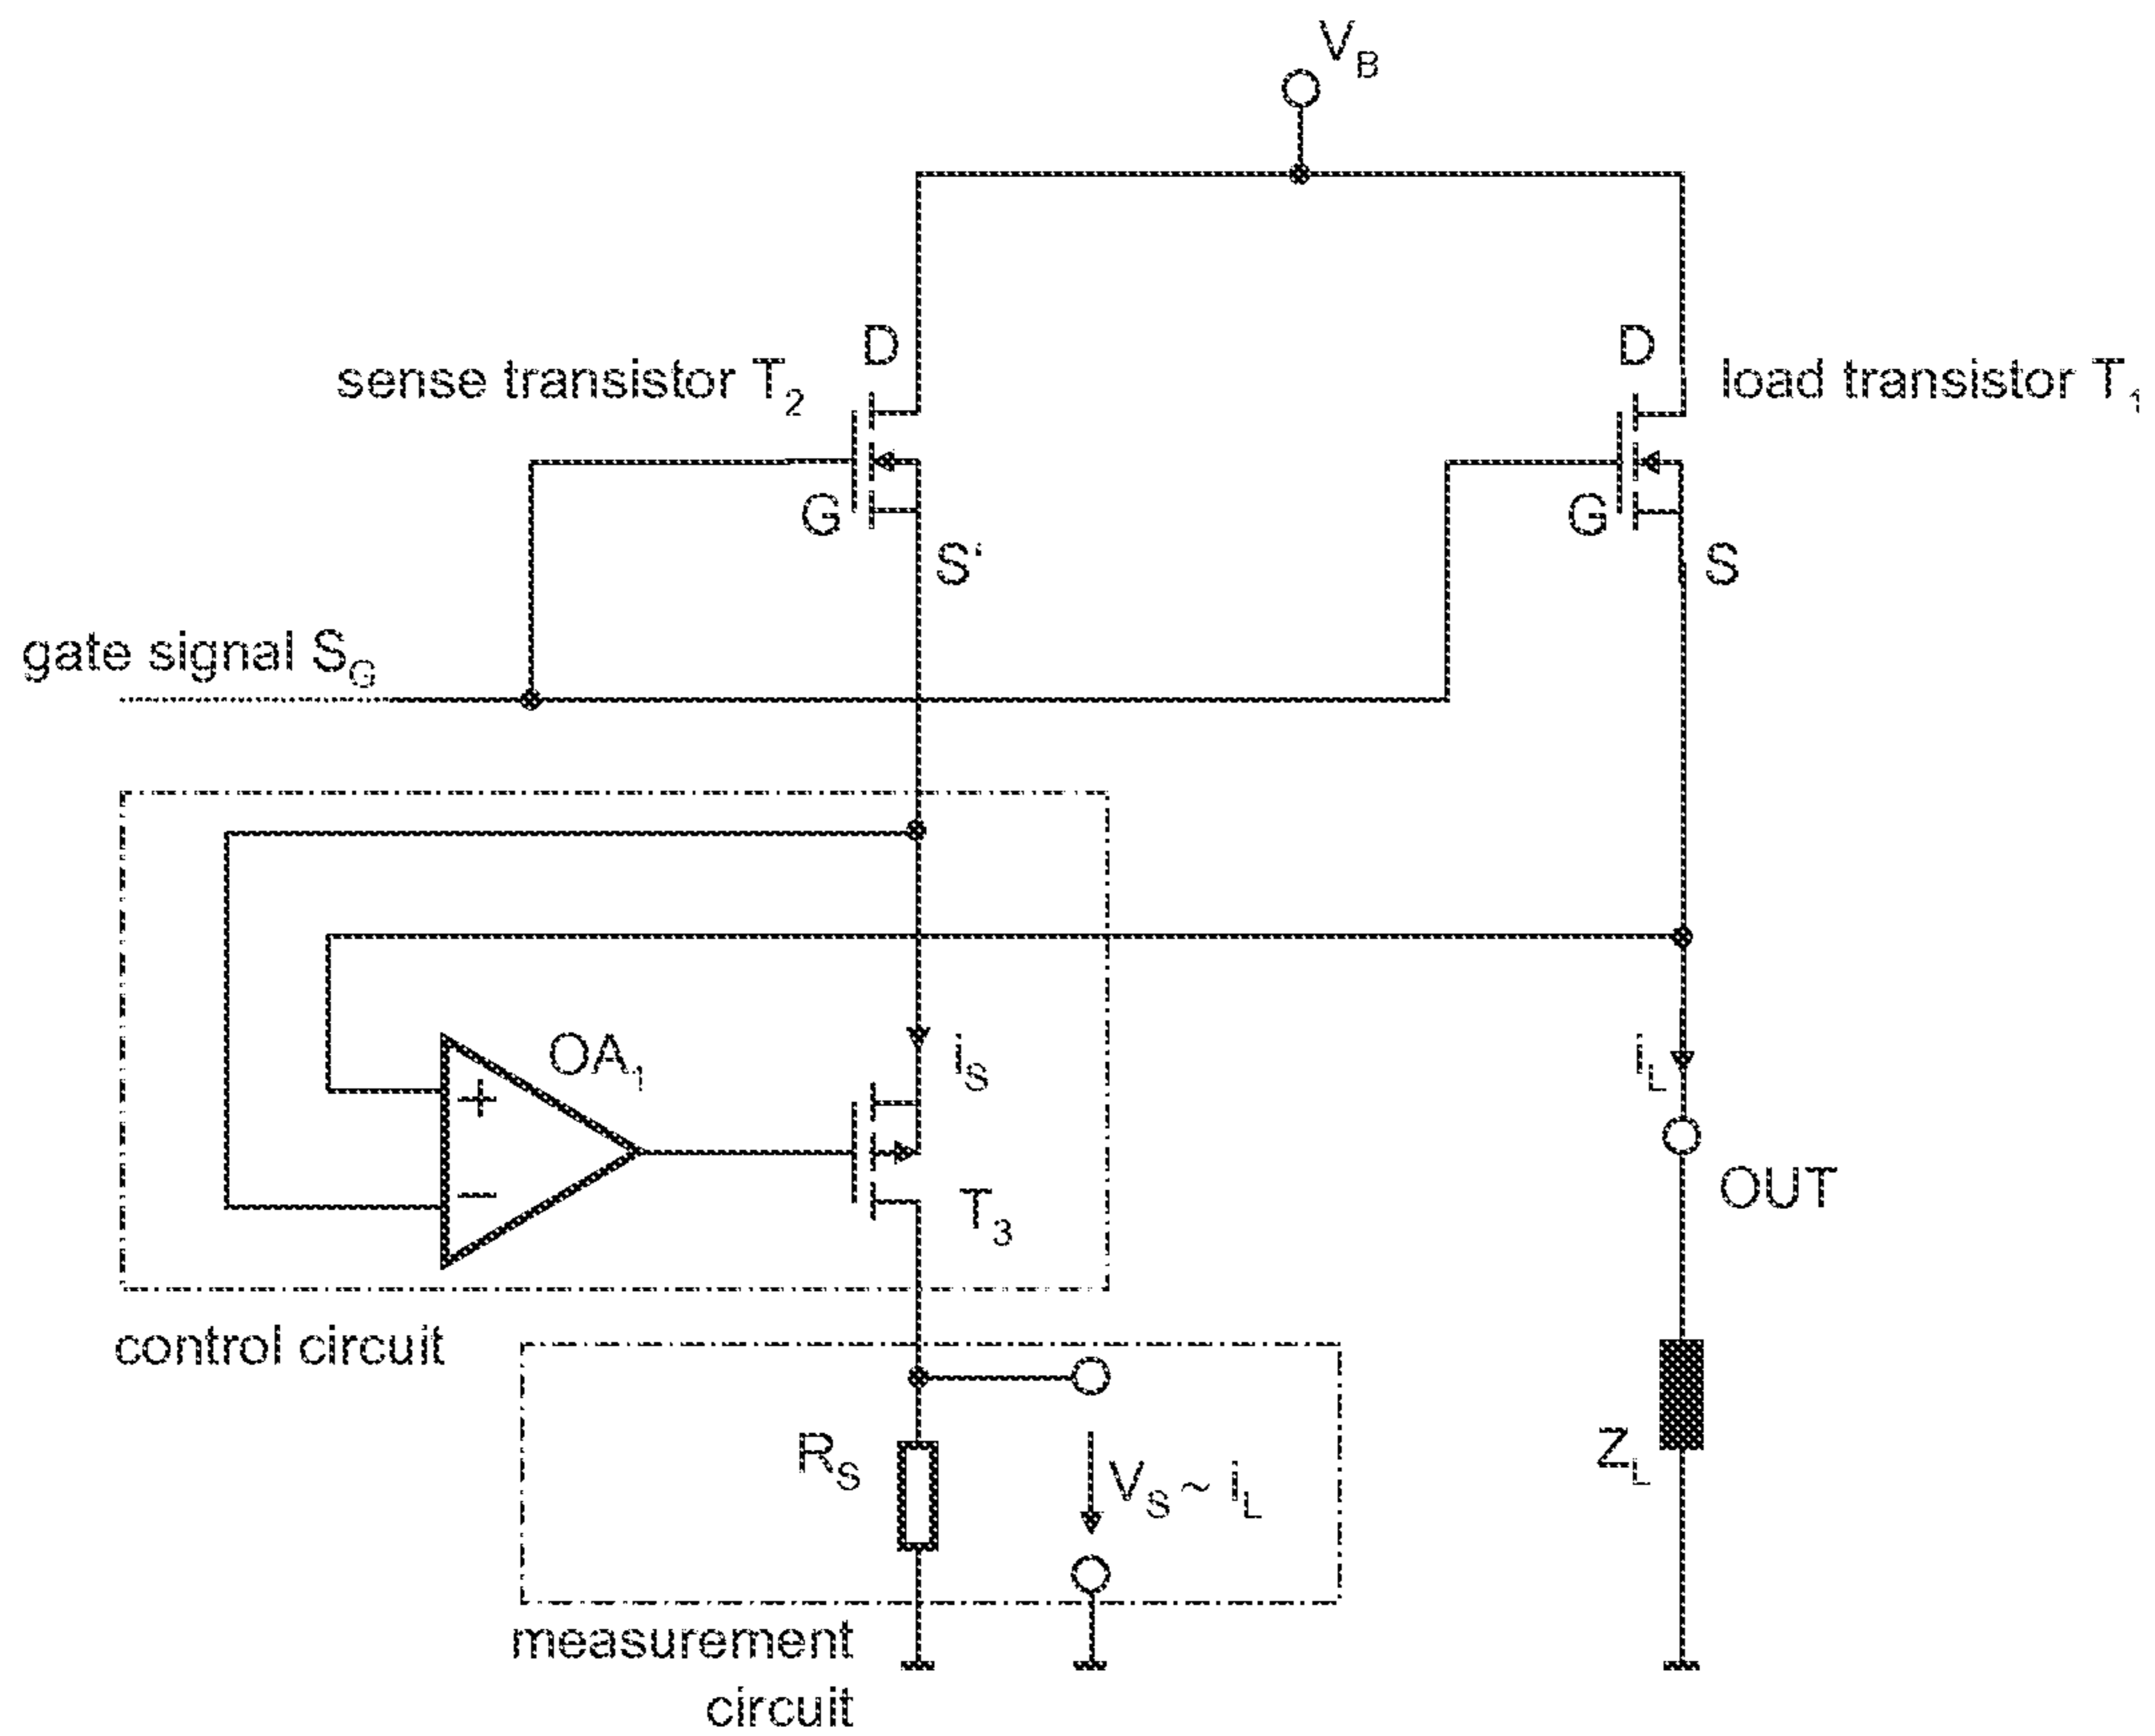 V_B
D
D
sense transistor T_2
load transistor T_1
G
G
S'
S
gate signal S_G
OA_1
i_S
i_L
+
−
T_3
OUT
control circuit
R_S
V_S ~ i_L
Z_L
measurement
circuit